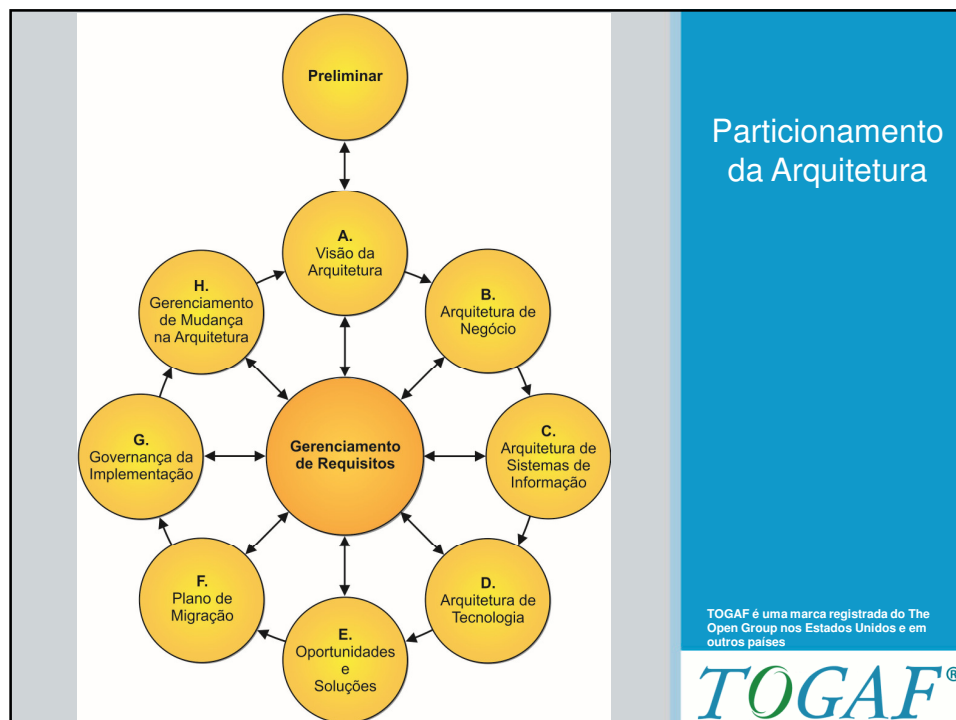 Preliminar
A.
Visão da
Arquitetura
H.
Gerenciamento
de Mudança
na Arquitetura
B.
Arquitetura de
Negócio
Gerenciamento
de Requisitos
G.
Governança da
Implementação
C.
Arquitetura de
Sistemas de
Informação
F.
Plano de
Migração
D.
Arquitetura de
Tecnologia
E.
Oportunidades
e
Soluções
Particionamento
da Arquitetura
TOGAF é uma marca registrada do The
Open Group nos Estados Unidos e em
outros países
TOGAF®